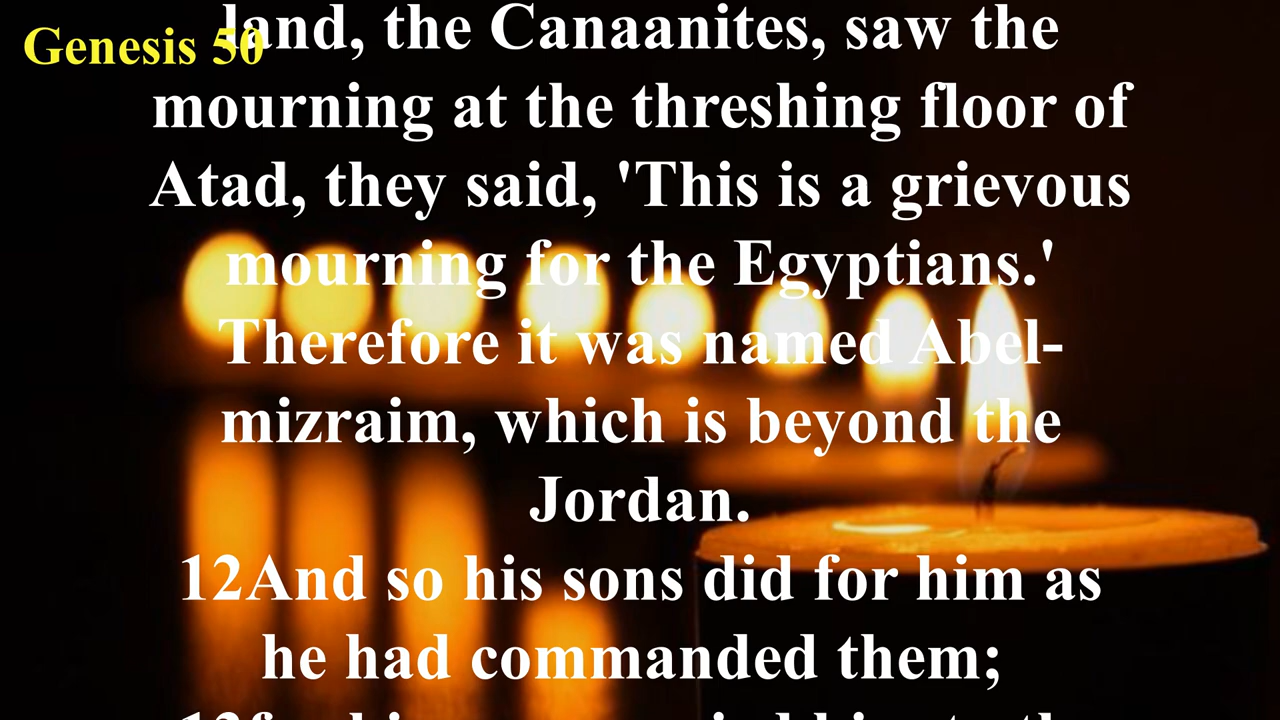 Genesis 50
land, the Canaanites, saw the
mourning at the threshing floor of
Atad, they said, 'This is a grievous
mourning for the Egyptians.'
Therefore it was named Abel-
mizraim, which is beyond the
Jordan.
12And so his sons did for him as
he had commanded them;